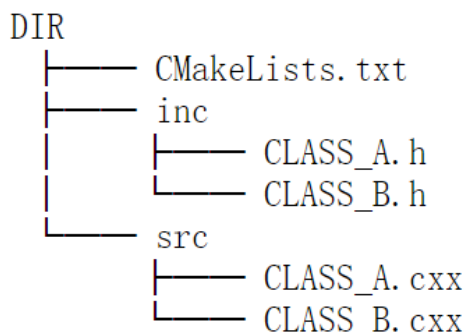 DIR
├── CMakeLists.txt
├── inc
│   ├── CLASS_A.h
│   └── CLASS_B.h
└── src
    ├── CLASS_A.cxx
    └── CLASS_B.cxx